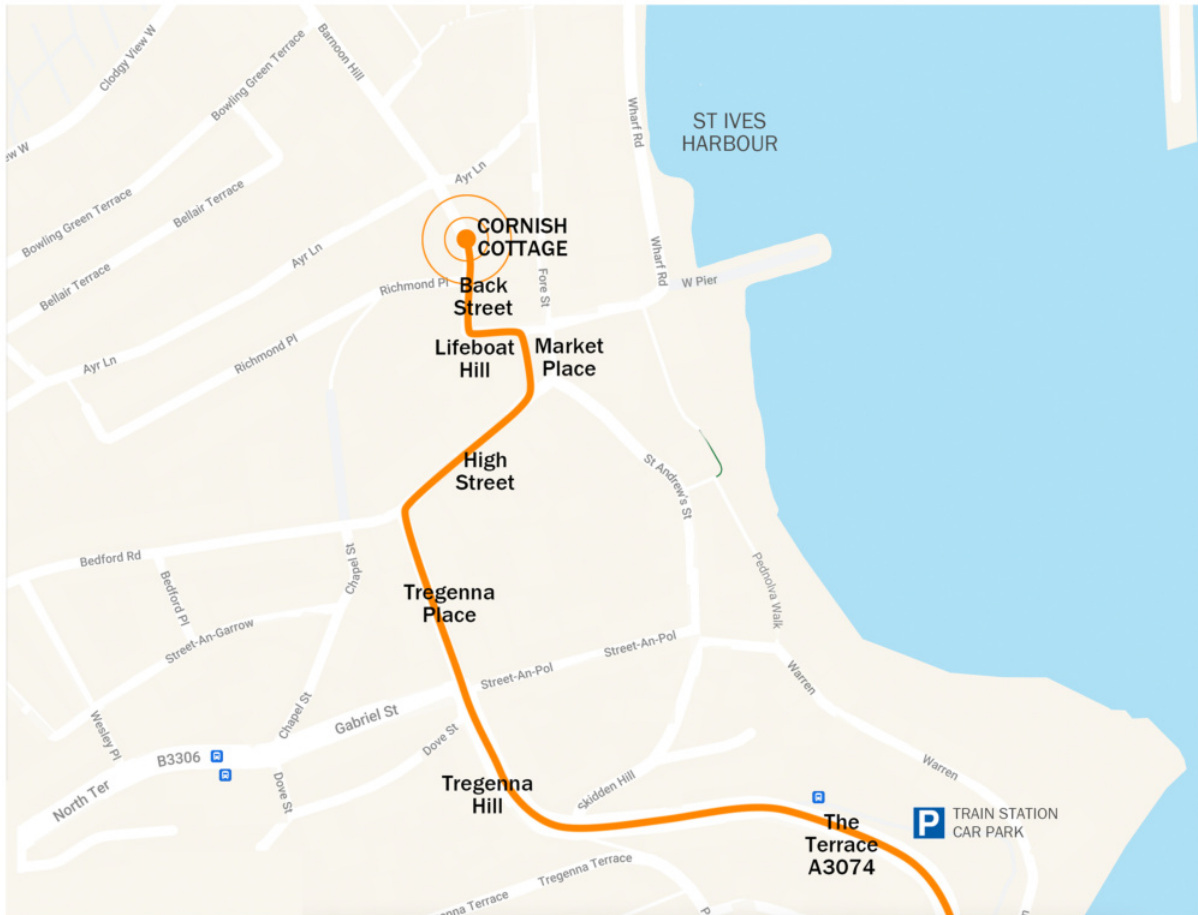 Clodgy View W
Bowling Green Terrace
Barnoon Hill
Wharf Rd
ST IVES
HARBOUR
ew W
Ayr Ln
Bellair Terrace
Bowling Green Terrace
CORNISH
COTTAGE
Ayr Ln
Wharf Rd
Bellair Terrace
Fore St
W Pier
Richmond Pl
Back
Street
Richmond Pl
Lifeboat
Hill
Market
Place
Ayr Ln
High
Street
St Andrew's St
Bedford Rd
Chapel St
Bedford Pl
Pednolva Walk
Tregenna
Place
Street-An-Garrow
Street-An-Pol
Street-An-Pol
Warren
Wesley Pl
Chapel St
Gabriel St
Dove St
B3306
North Ter
Dove St
Warren
Tregenna
Hill
Skidden Hill
The
Terrace
A3074
P
TRAIN STATION
CAR PARK
Tregenna Terrace
Tregenna Terrace